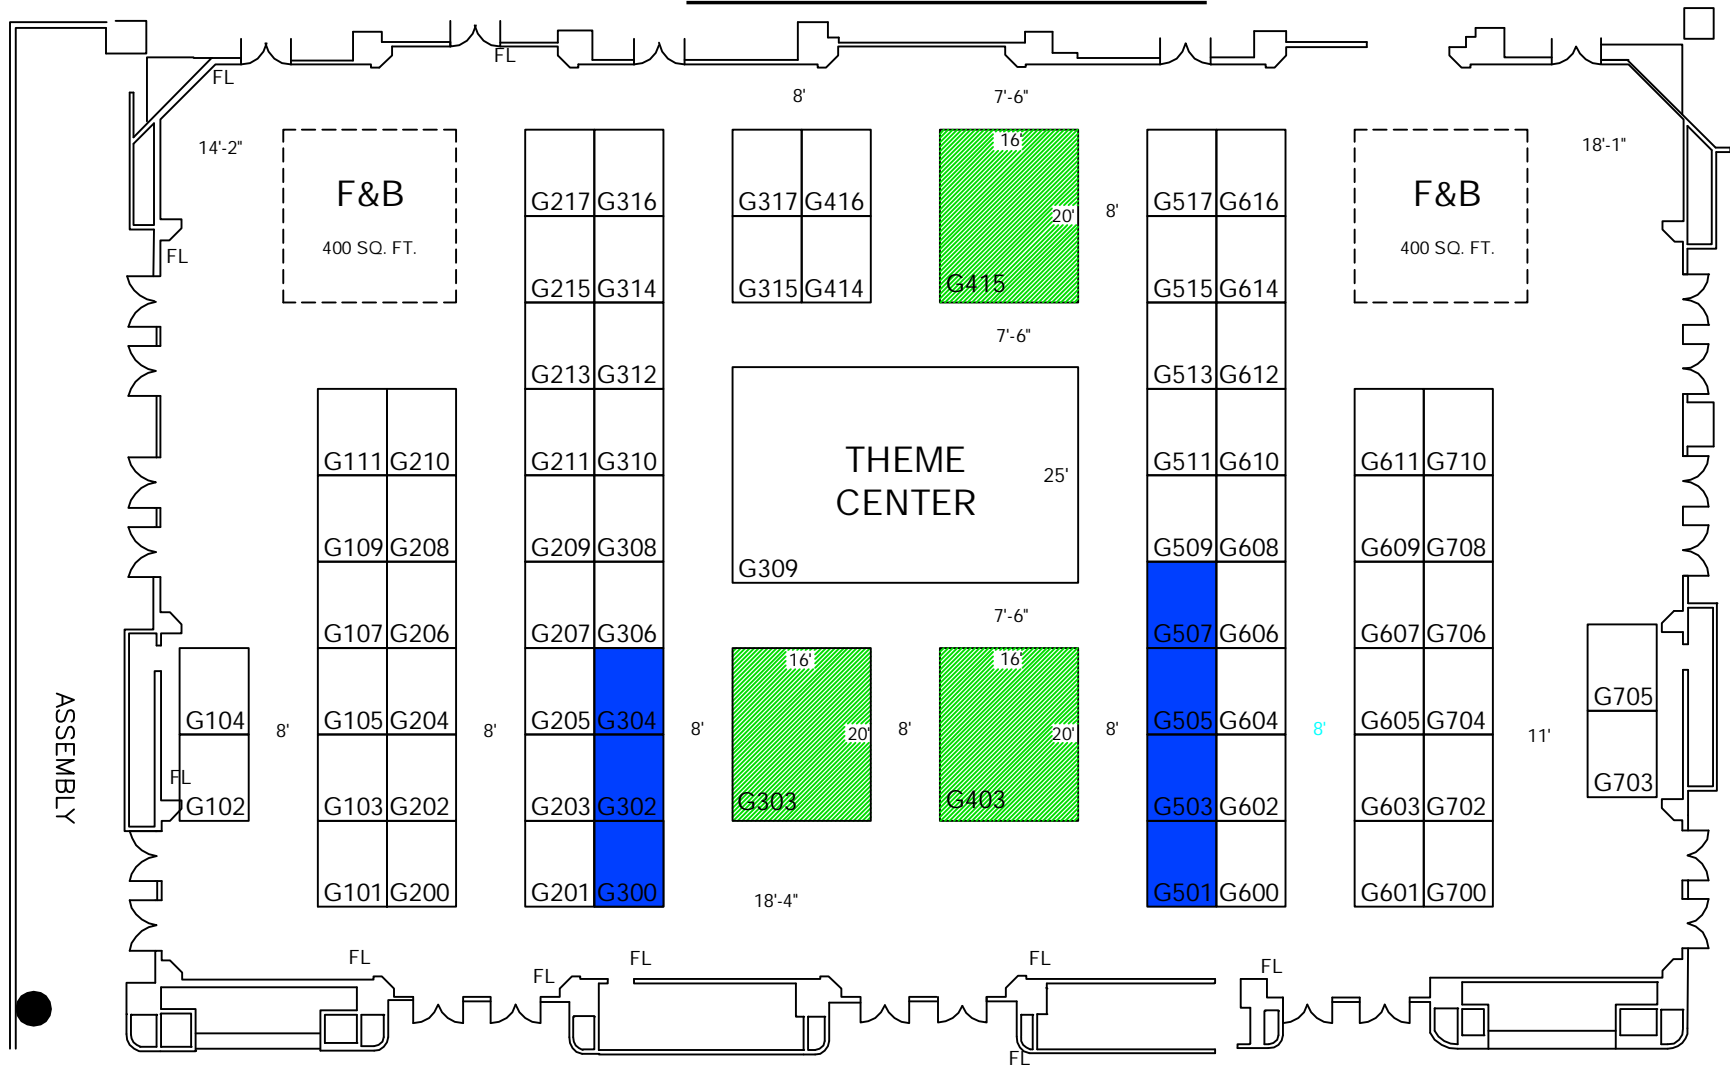 FL
FL
8'
7'-6"
14'-2"
16'
18'-1"
F&B
F&B
G217 G316
G317 G416
20'
8'
G517 G616
400 SQ. FT.
400 SQ. FT.
FL
G215 G314
G315 G414
G415
G515 G614
7'-6"
G213 G312
G513 G612
THEME
CENTER
25'
G111 G210
G211 G310
G511 G610
G611 G710
G109 G208
G209 G308
G309
G509 G608
G609 G708
7'-6"
G107 G206
G207 G306
G507 G606
G607 G706
16'
16'
ASSEMBLY
G104
8'
G105 G204
8'
G205 G304
8'
20'
8'
20'
8'
G505 G604
8'
G605 G704
11'
G705
FL
G102
G103 G202
G203 G302
G303
G403
G503 G602
G603 G702
G703
G101 G200
G201 G300
18'-4"
G501 G600
G601 G700
FL
FL
FL
FL
FL
FL